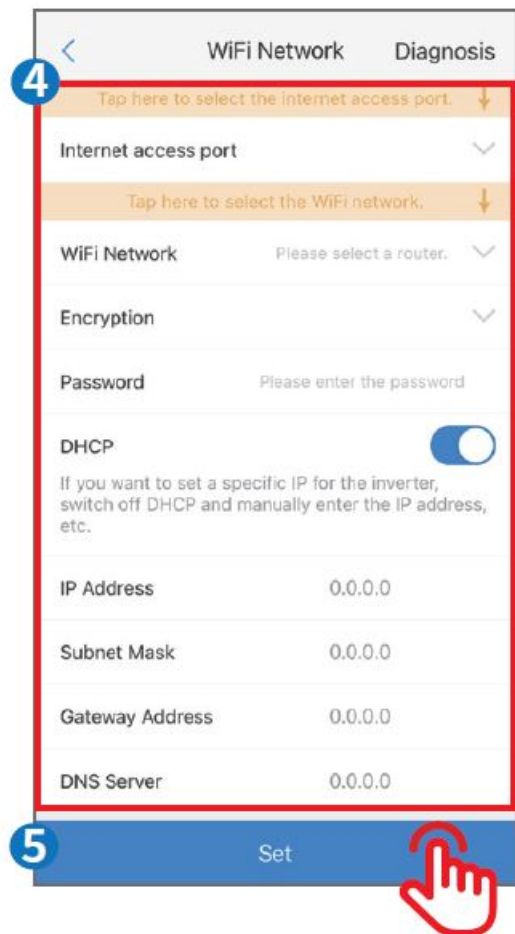 WiFi Network Diagnosis
4
Tap here to select the internet access port.
Internet access port
Tap here to select the WiFi network.
WiFi Network Please select a router.
Encryption
Password Please enter the password
DHCP
If you want to set a specific IP for the inverter,
switch off DHCP and manually enter the IP address,
etc.
IP Address 0.0.0.0
Subnet Mask 0.0.0.0
Gateway Address 0.0.0.0
DNS Server 0.0.0.0
5 Set